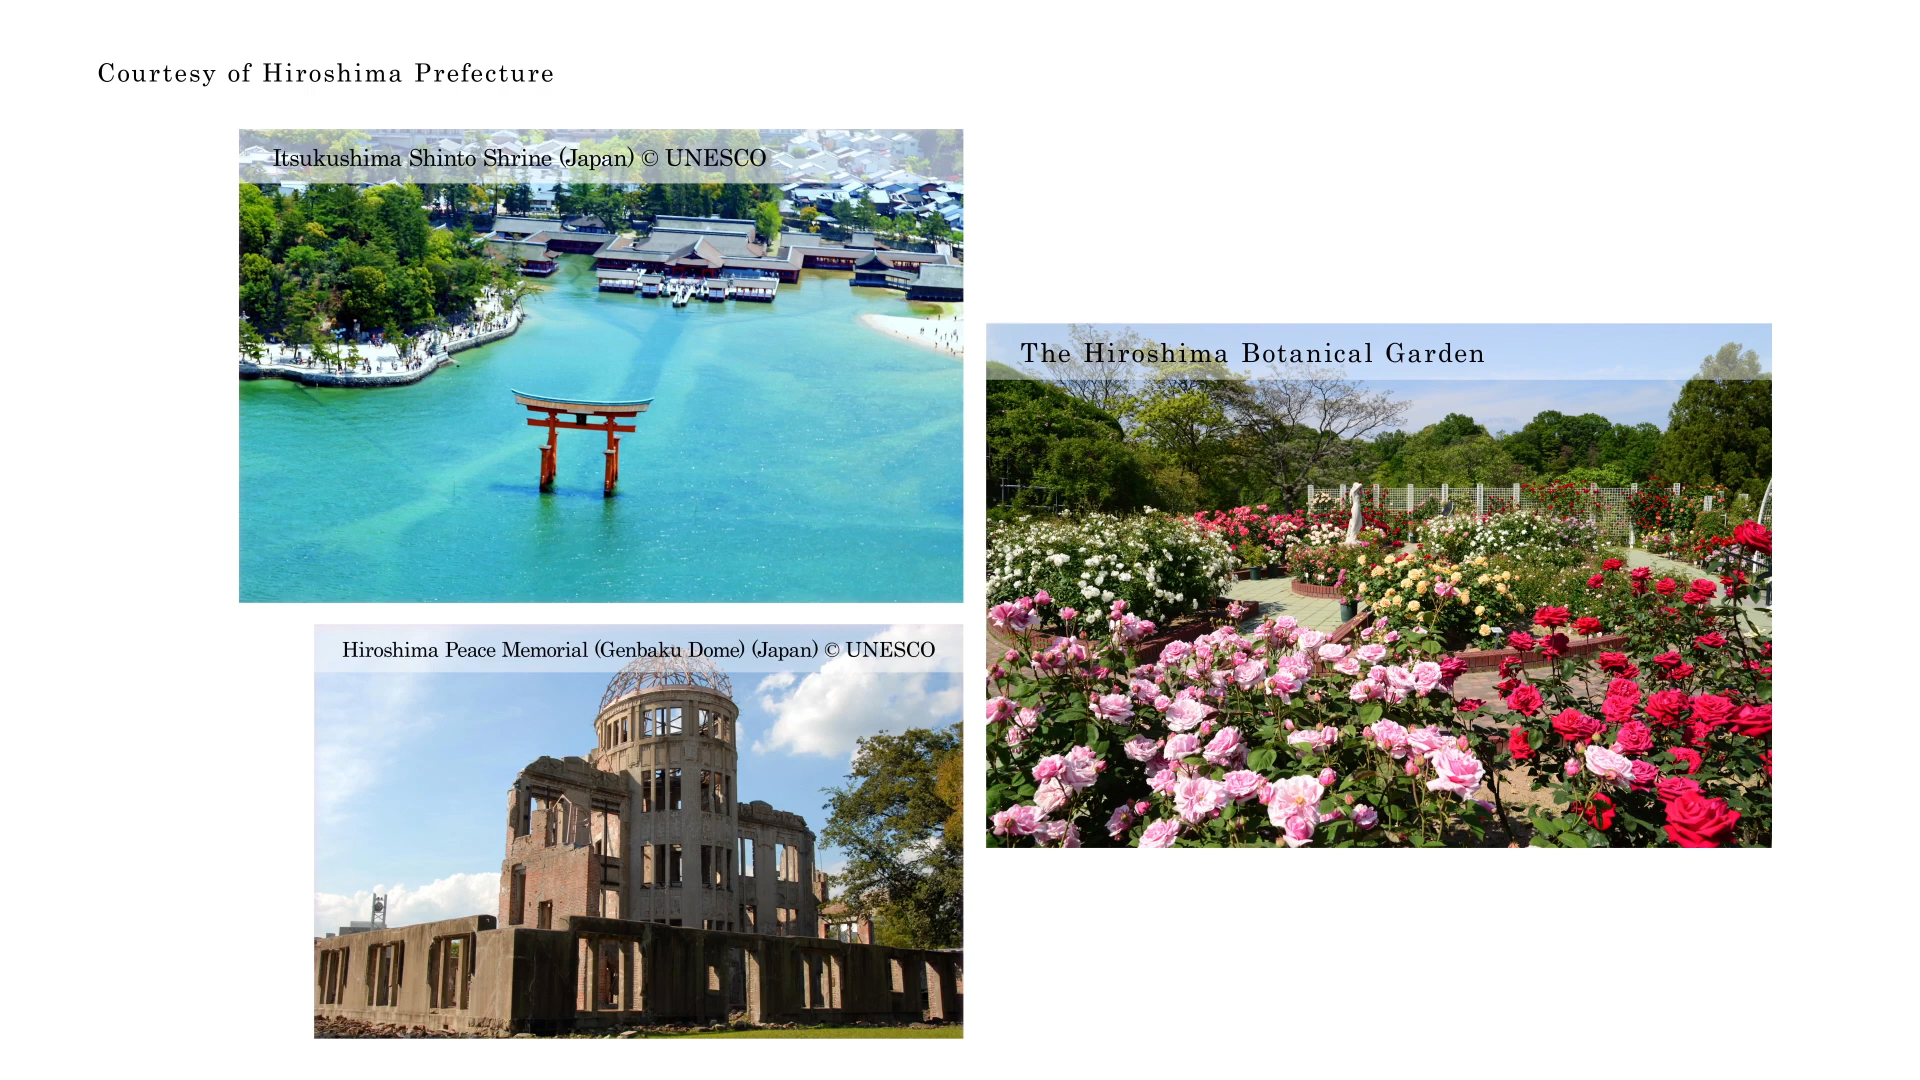 Courtesy of Hiroshima Prefecture
Itsukushima Shinto Shrine (Japan) © UNESCO
The Hiroshima Botanical Garden
Hiroshima Peace Memorial (Genbaku Dome) (Japan) © UNESCO